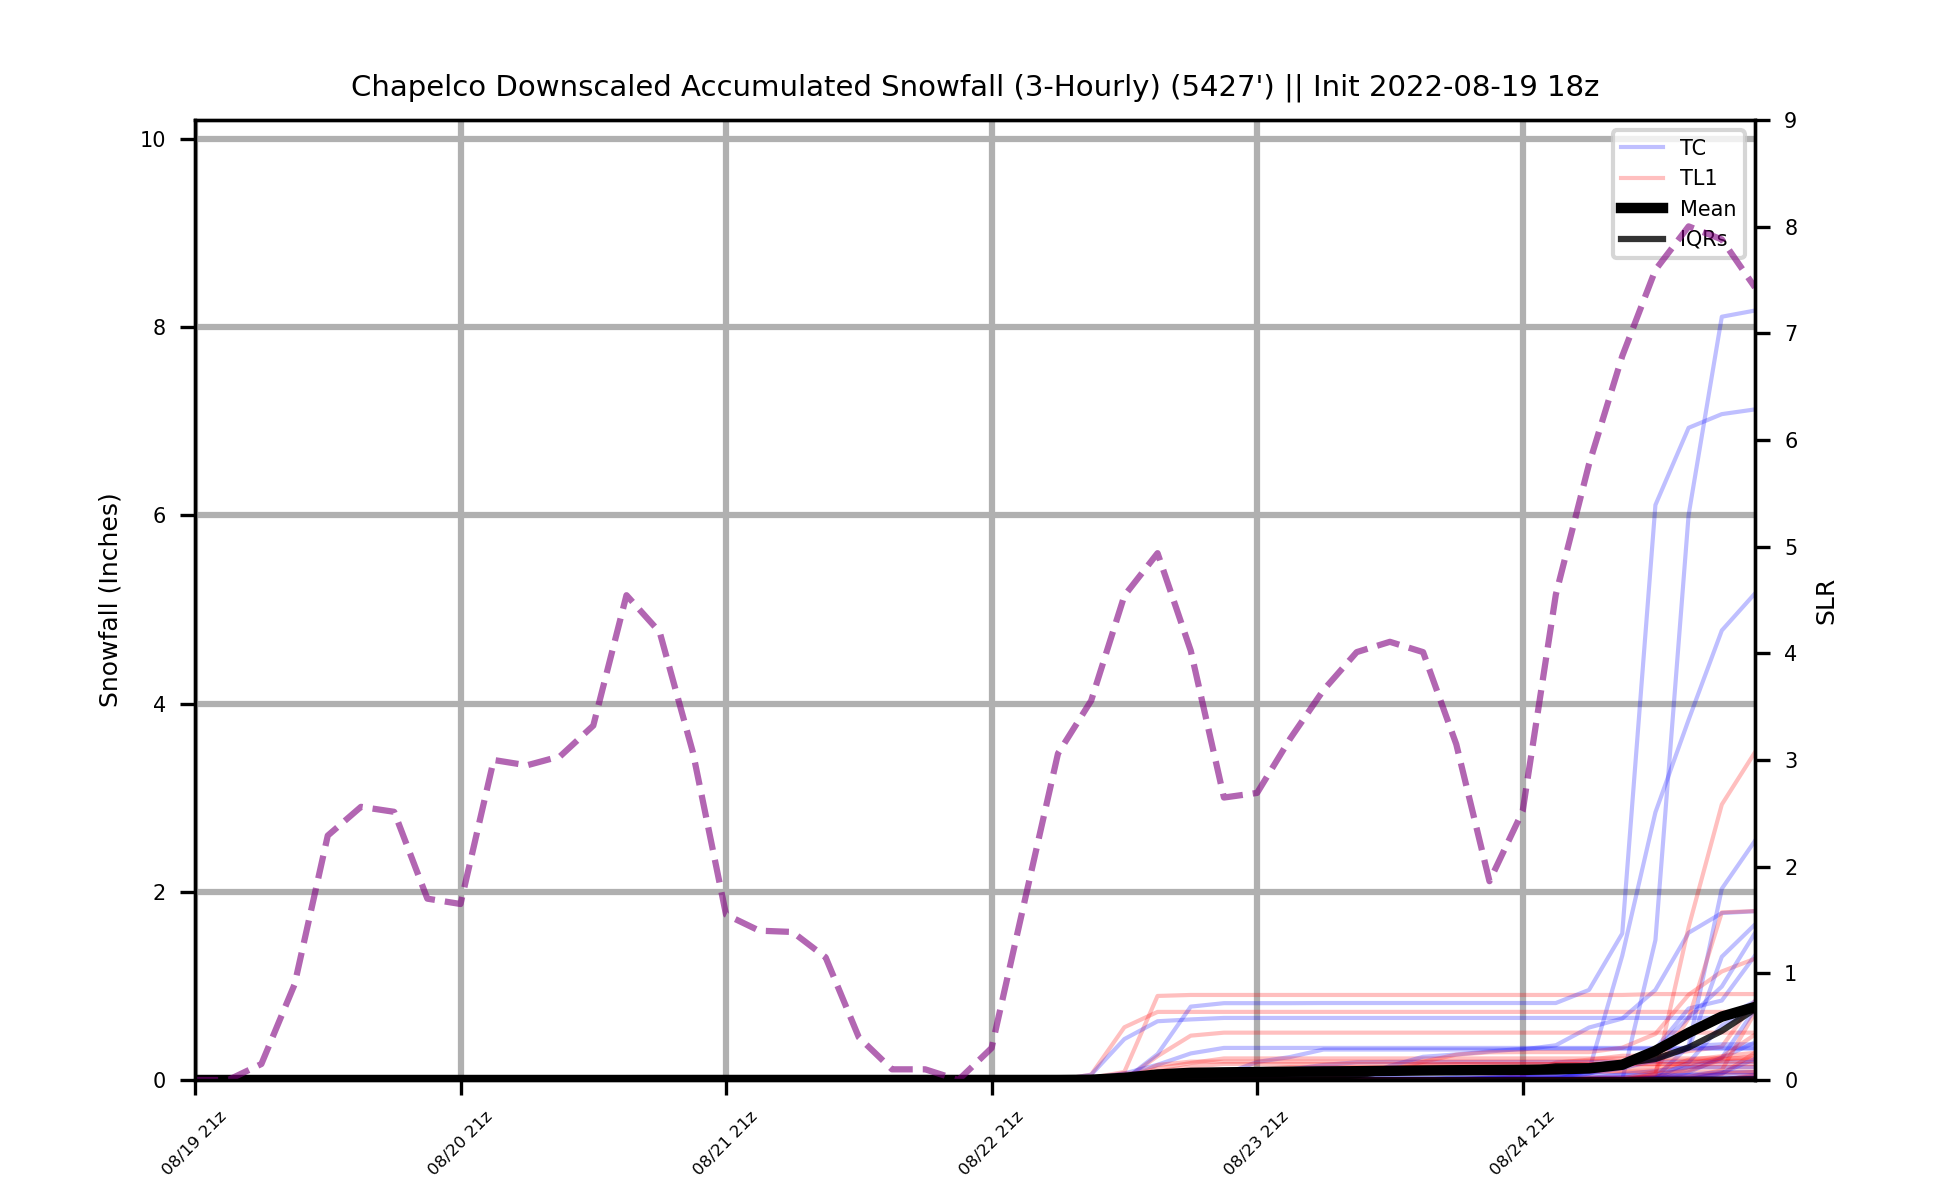 Chapelco Downscaled Accumulated Snowfall (3-Hourly) (5427') || Init 2022-08-19 18z
TC
TL1
Mean
IQRs
Snowfall (Inches)
10
8
6
4
2
0
9
8
7
6
5
4
3
2
1
0
SLR
08/19 21z
08/20 21z
08/21 21z
08/22 21z
08/23 21z
08/24 21z